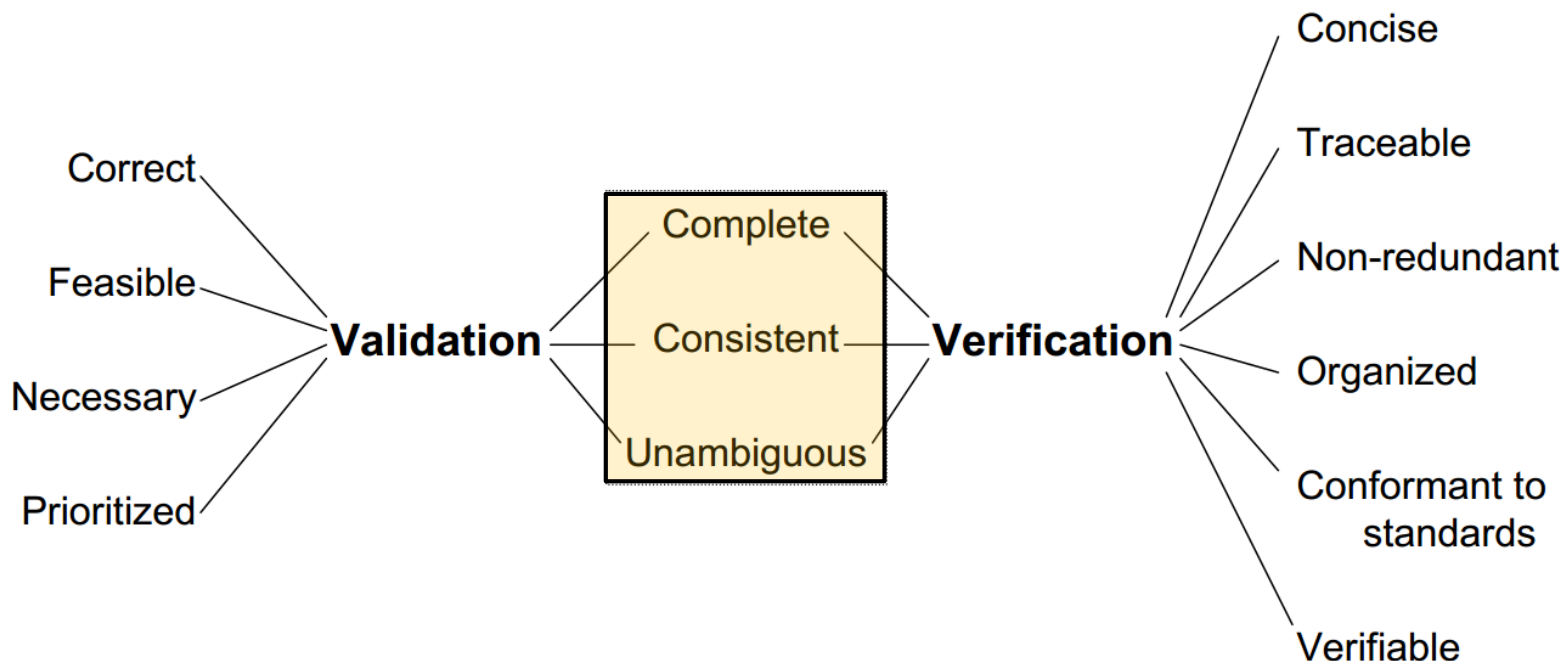 Correct
Feasible
Necessary
Prioritized
Validation
Complete
Consistent
Unambiguous
Verification
Concise
Traceable
Non-redundant
Organized
Conformant to
standards
Verifiable